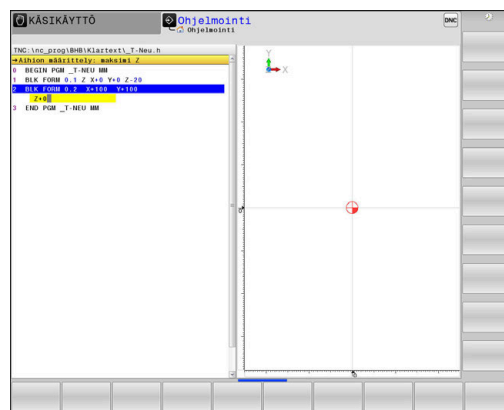 KÄSIKÄYTTÖ
Ohjelmointi
Ohjelmointi
DNC
TNC:\nc_prog\BHB\Klartext\_T-Neu.h
→Aihion määrittely: maksimi Z
0 BEGIN PGM _T-NEU MM
1 BLK FORM 0.1 Z X+0 Y+0 Z-20
2 BLK FORM 0.2 X+100 Y+100
Z+0
3 END PGM _T-NEU MM
Y
X
0
0